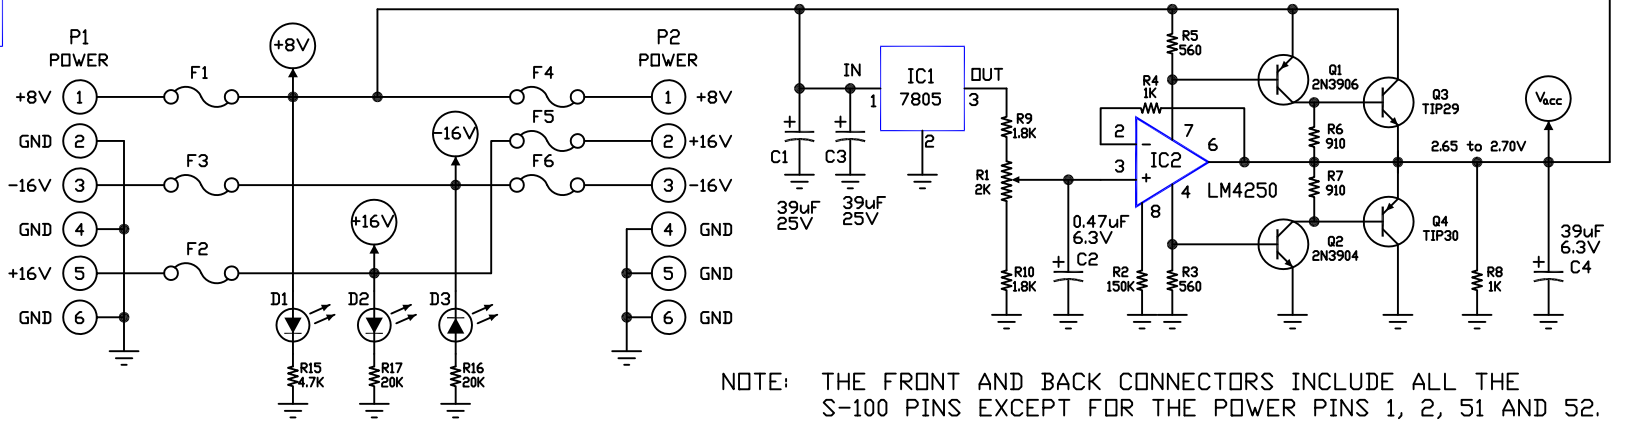 P1
POWER
+8V 1
GND 2
-16V 3
GND 4
+16V 5
GND 6
F1
F3
F2
+8V
-16V
+16V
F4
F5
F6
P2
POWER
1 +8V
2 +16V
3 -16V
4 GND
5 GND
6 GND
D1
D2
D3
R15
4.7K
R17
20K
R16
20K
+
C1
39uF
25V
+
C3
39uF
25V
IN
1
IC1
7805
OUT
3
2
R9
1.8K
R1
2K
R10
1.8K
0.47uF
6.3V
+
C2
R5
560
R4
1K
2
-
3
+
7
IC2
6
4
8
LM4250
R2
150K
R3
560
Q1
2N3906
Q2
2N3904
R6
910
R7
910
Q3
TIP29
Q4
TIP30
2.65 to 2.70V
Vacc
R8
1K
39uF
6.3V
+
C4
NOTE: THE FRONT AND BACK CONNECTORS INCLUDE ALL THE
S-100 PINS EXCEPT FOR THE POWER PINS 1, 2, 51 AND 52.